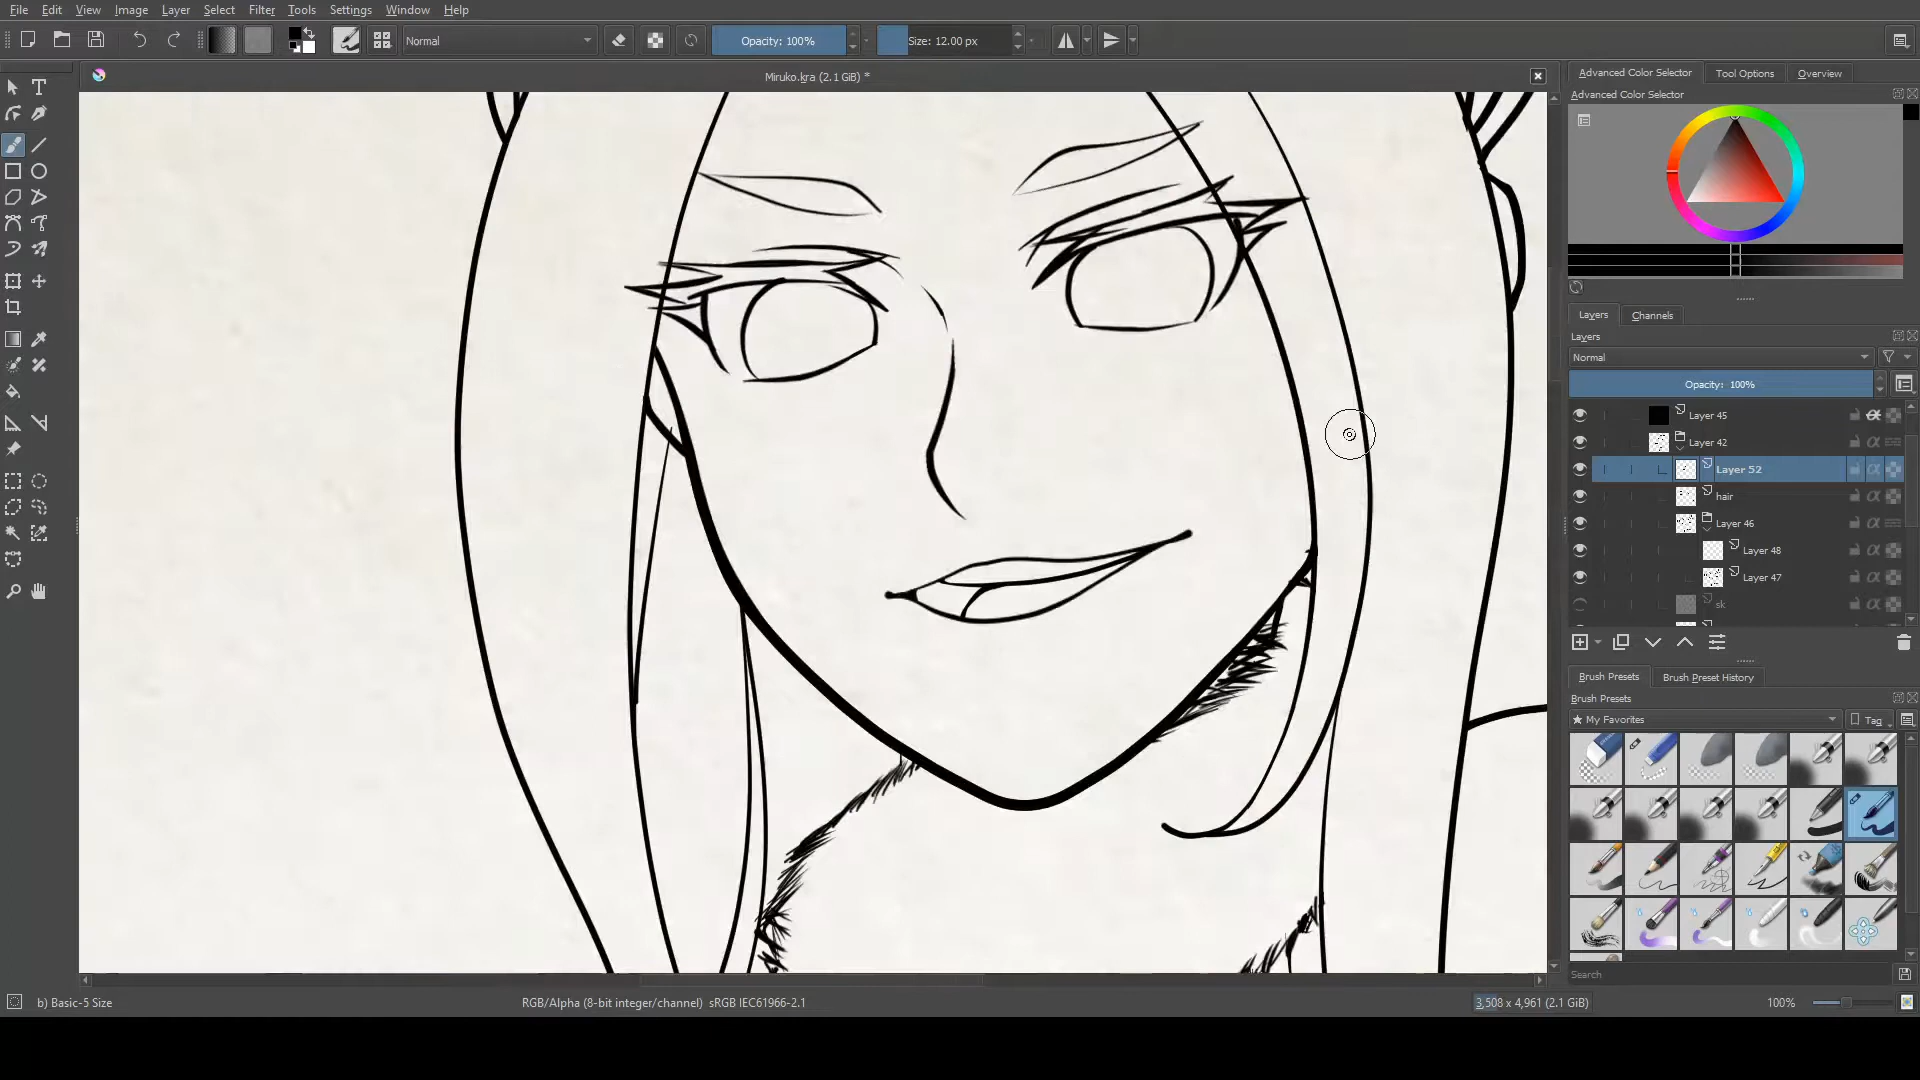 File Edit View Image Layer Select Filter Tools Settings Window Help
Normal Opacity: 100% Size: 12.00 px
Miruko.kra (2.1 GiB) *
Advanced Color Selector Tool Options Overview
Advanced Color Selector
Layers Channels
Layers
Normal
Opacity: 100%
Layer 45
Layer 42
Layer 52
hair
Layer 46
Layer 48
Layer 47
sk
Brush Presets Brush Preset History
Brush Presets
★ My Favorites Tag
Search
b) Basic-5 Size RGB/Alpha (8-bit integer/channel) sRGB IEC61966-2.1 3,508 x 4,961 (2.1 GiB) 100%